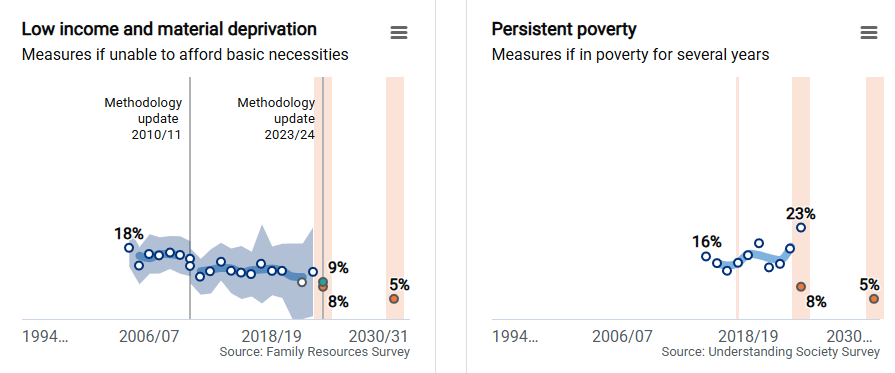 Low income and material deprivation
Measures if unable to afford basic necessities
Methodology
update
2010/11
Methodology
update
2023/24
18%
9%
8%
5%
1994...
2006/07
2018/19
2030/31
Source: Family Resources Survey
Persistent poverty
Measures if in poverty for several years
16%
23%
8%
5%
1994...
2006/07
2018/19
2030...
Source: Understanding Society Survey